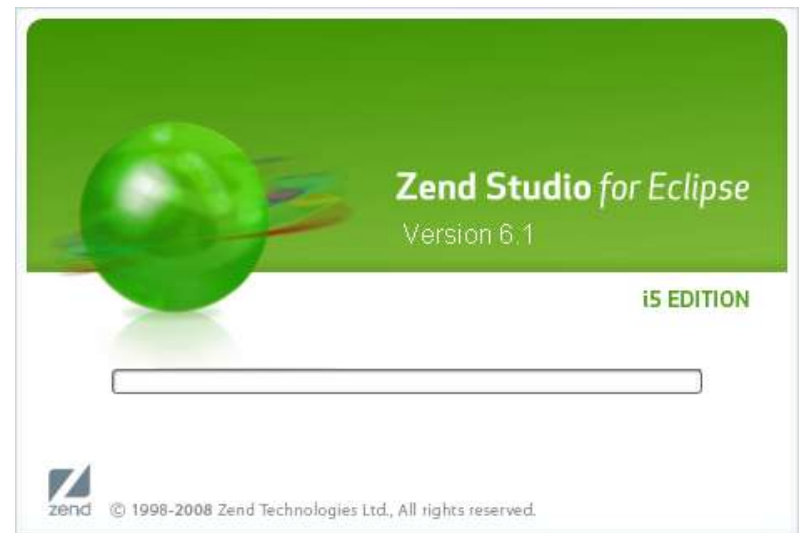 Zend Studio for Eclipse
Version 6.1
i5 EDITION
zend
© 1998-2008 Zend Technologies Ltd., All rights reserved.